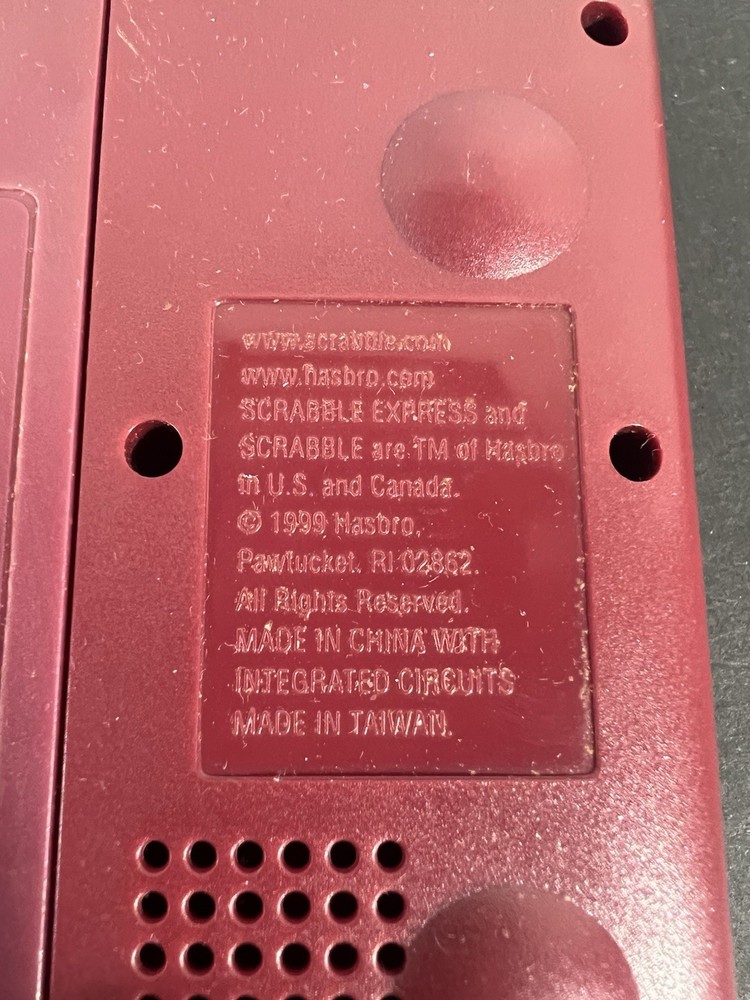 www.scrabble.com
www.hasbro.com
SCRABBLE EXPRESS and
SCRABBLE are TM of Hasbro
in U.S. and Canada.
© 1999 Hasbro,
Pawtucket, RI 02862.
All Rights Reserved.
MADE IN CHINA WITH
INTEGRATED CIRCUITS
MADE IN TAIWAN.